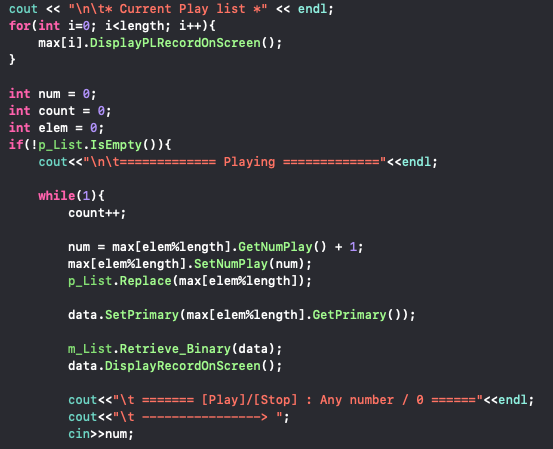 cout << "\n\t* Current Play list *" << endl;
for(int i=0; i<length; i++){
    max[i].DisplayPLRecordOnScreen();
}

int num = 0;
int count = 0;
int elem = 0;
if(!p_List.IsEmpty()){
    cout<<"\n\t============= Playing ============="<<endl;

    while(1){
        count++;

        num = max[elem%length].GetNumPlay() + 1;
        max[elem%length].SetNumPlay(num);
        p_List.Replace(max[elem%length]);

        data.SetPrimary(max[elem%length].GetPrimary());

        m_List.Retrieve_Binary(data);
        data.DisplayRecordOnScreen();

        cout<<"\t ======= [Play]/[Stop] : Any number / 0 ======"<<endl;
        cout<<"\t ----------------> ";
        cin>>num;